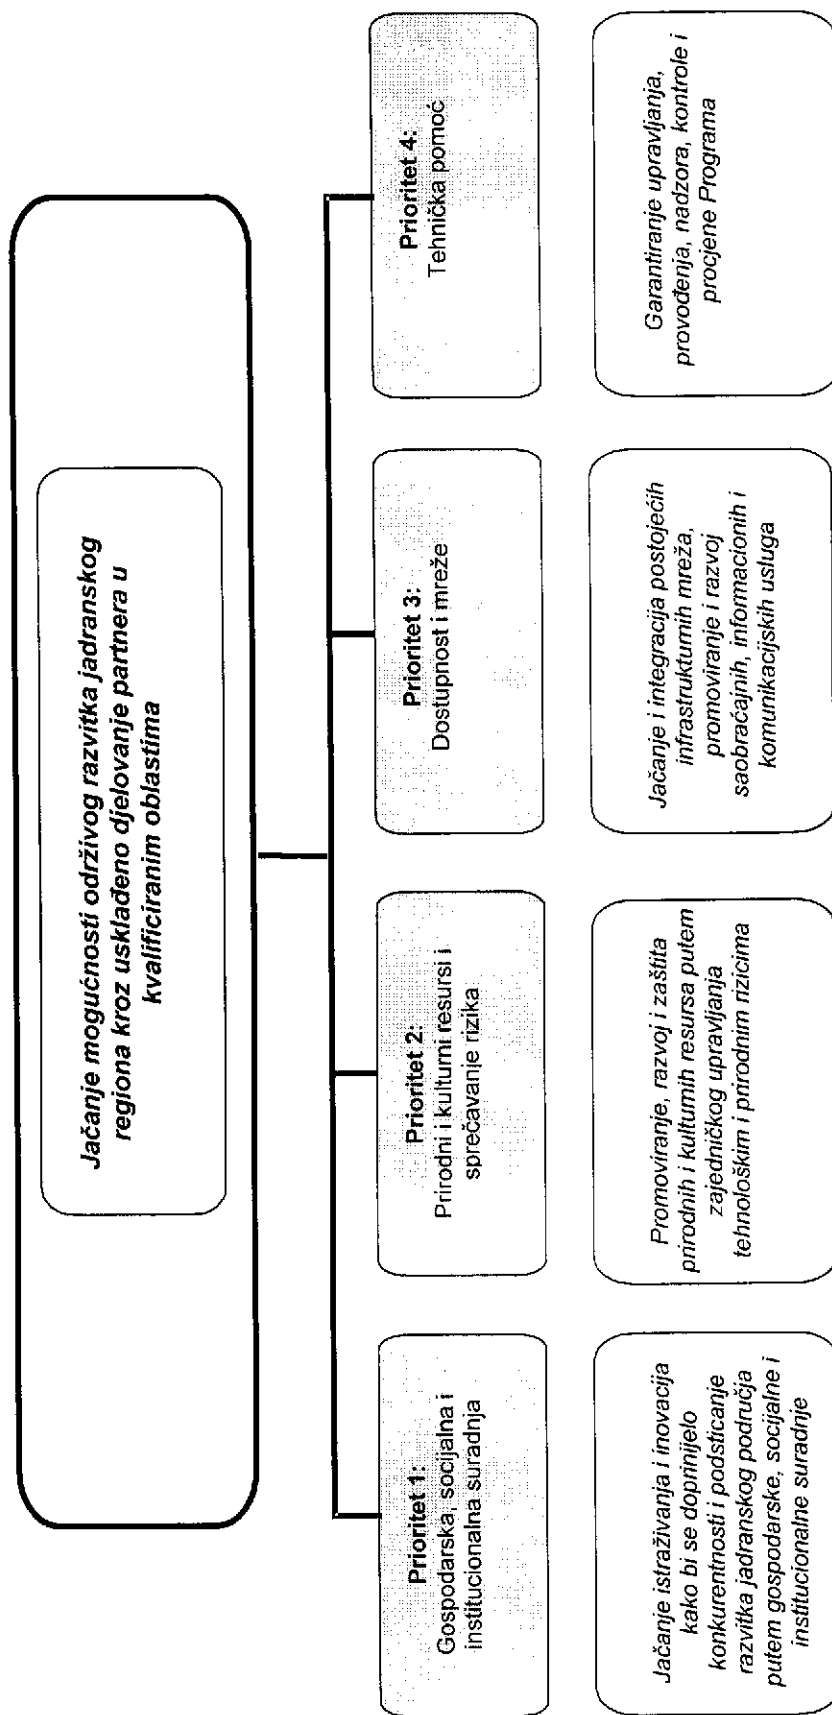 Jačanje mogućnosti održivog razvitka jadranskog
regiona kroz usklađeno djelovanje partnera u
kvalificiranim oblastima
Prioritet 1:
Gospodarska, socijalna i
institucionalna suradnja
Prioritet 2:
Prirodni i kulturni resursi i
sprečavanje rizika
Prioritet 3:
Dostupnost i mreže
Prioritet 4:
Tehnička pomoć
Jačanje istraživanja i inovacija
kako bi se doprinijelo
konkurentnosti i podsticanje
razvitka jadranskog područja
putem gospodarske, socijalne i
institucionalne suradnje
Promoviranje, razvoj i zaštita
prirodnih i kulturnih resursa putem
zajedničkog upravljanja
tehnološkim i prirodnim rizicima
Jačanje i integracija postojećih
infrastrukturnih mreža,
promoviranje i razvoj
saobraćajnih, informacionih i
komunikacijskih usluga
Garantiranje upravljanja,
provođenja, nadzora, kontrole i
procjene Programa